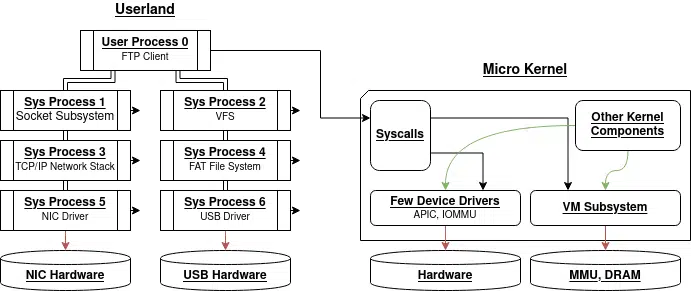 Userland
User Process 0
FTP Client
Sys Process 1
Socket Subsystem
Sys Process 2
VFS
Sys Process 3
TCP/IP Network Stack
Sys Process 4
FAT File System
Sys Process 5
NIC Driver
Sys Process 6
USB Driver
NIC Hardware
USB Hardware
Micro Kernel
Syscalls
Other Kernel
Components
Few Device Drivers
APIC, IOMMU
VM Subsystem
Hardware
MMU, DRAM